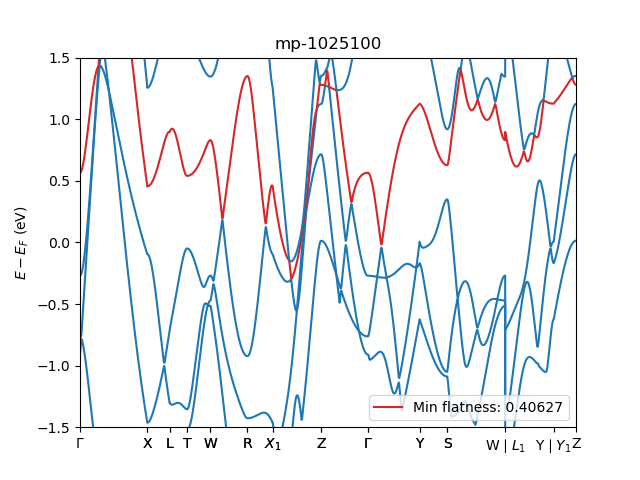 mp-1025100
E − E_F (eV)
1.5
1.0
0.5
0.0
−0.5
−1.0
−1.5
Min flatness: 0.40627
Γ X L T W R X₁ Z Γ Y S W | L₁ Y | Y₁ Z